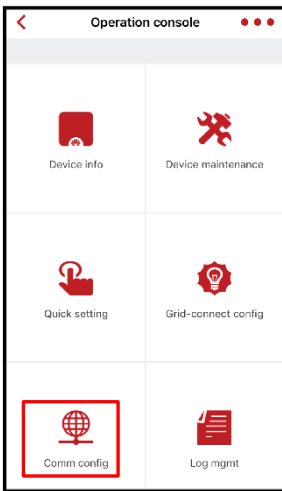 Operation console
Device info
Device maintenance
Quick setting
Grid-connect config
Comm config
Log mgmt